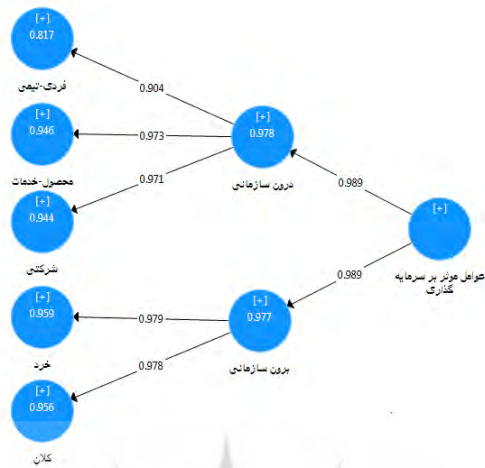 [+]
0.817
فردی-تیمی
0.904
[+]
0.946
محصول-خدمات
0.973
[+]
0.944
شرکتی
0.971
[+]
0.978
درون سازمانی
0.989
[+]
عوامل موثر بر سرمایه
گذاری
0.989
[+]
0.959
خرد
0.979
[+]
0.977
برون سازمانی
0.978
[+]
0.956
کلان